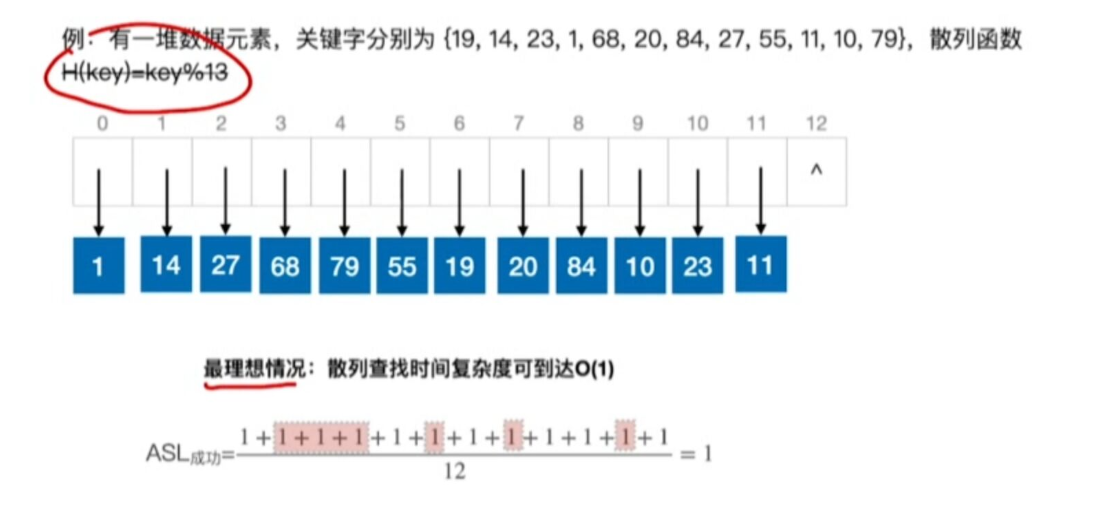 例：有一堆数据元素，关键字分别为 {19, 14, 23, 1, 68, 20, 84, 27, 55, 11, 10, 79}，散列函数
H(key)=key%13
0 1 2 3 4 5 6 7 8 9 10 11 12
^
1 14 27 68 79 55 19 20 84 10 23 11
最理想情况：散列查找时间复杂度可到达O(1)
1 + 1 + 1 + 1 + 1 + 1 + 1 + 1 + 1 + 1 + 1 + 1
ASL成功= = 1
12